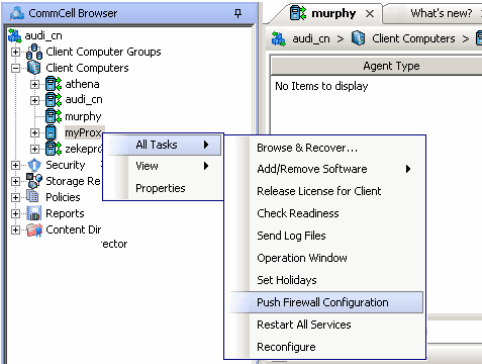 CommCell Browser
audi_cn
Client Computer Groups
Client Computers
athena
audi_cn
murphy
myProx
zekepro
Security
Storage Re
Policies
Reports
Content Dir
ector
All Tasks
View
Properties
Browse & Recover...
Add/Remove Software
Release License for Client
Check Readiness
Send Log Files
Operation Window
Set Holidays
Push Firewall Configuration
Restart All Services
Reconfigure
murphy
What's new?
audi_cn > Client Computers >
Agent Type
No Items to display